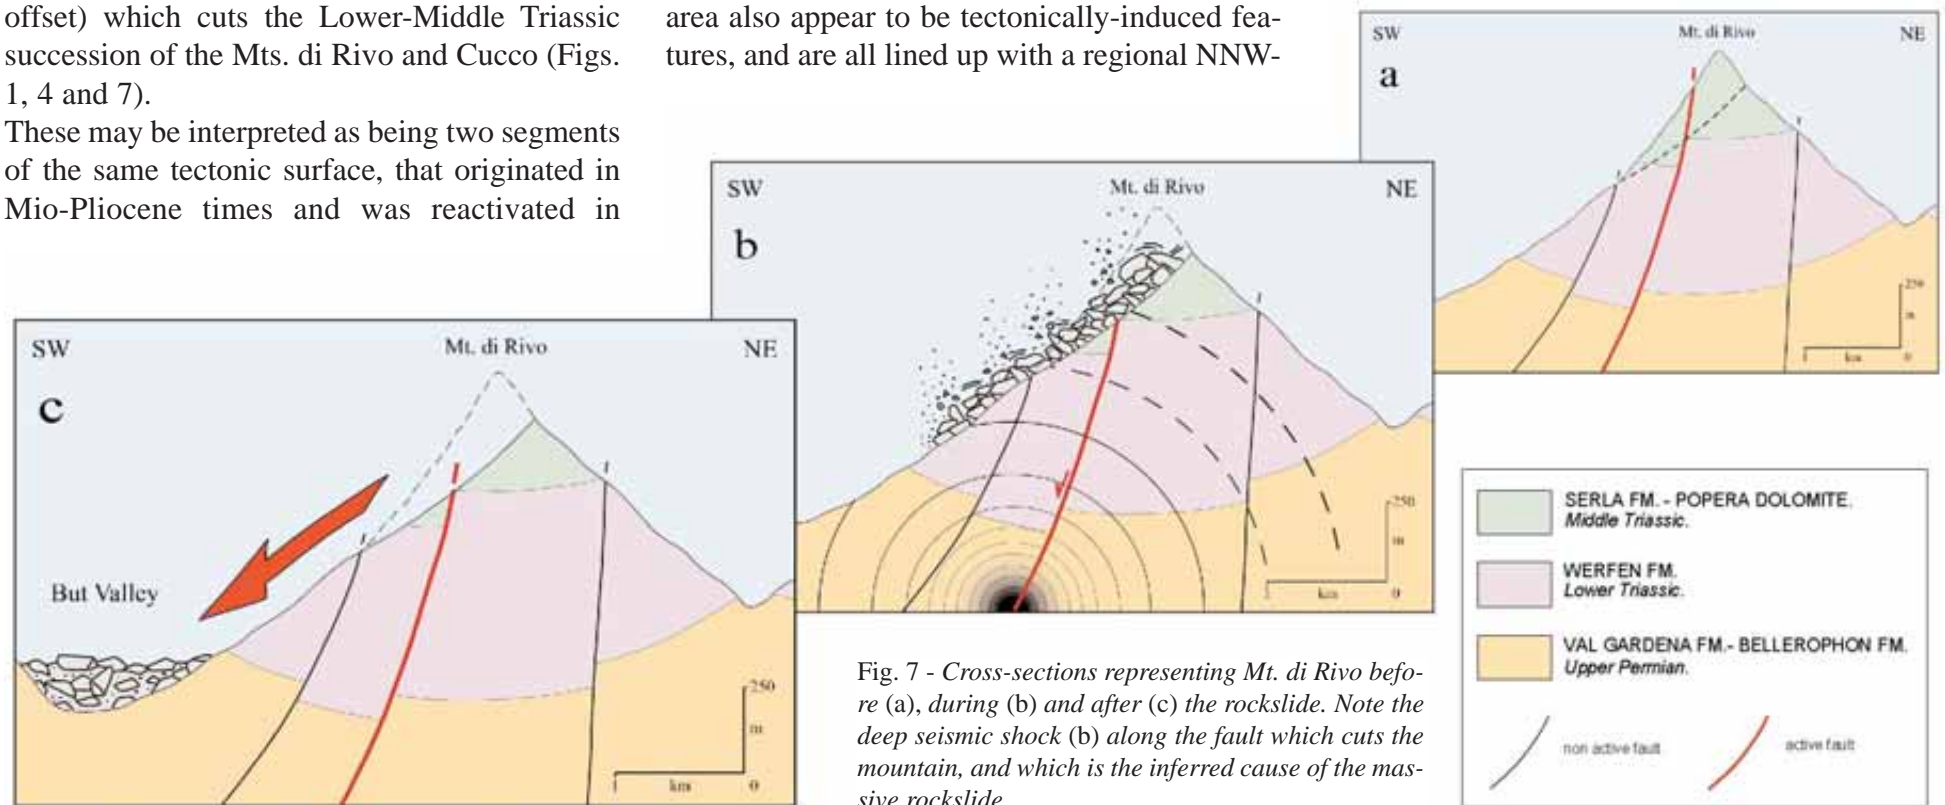 offset) which cuts the Lower-Middle Triassic
succession of the Mts. di Rivo and Cucco (Figs.
1, 4 and 7).
These may be interpreted as being two segments
of the same tectonic surface, that originated in
Mio-Pliocene times and was reactivated in
area also appear to be tectonically-induced fea-
tures, and are all lined up with a regional NNW-
SW
Mt. di Rivo
NE
a
250
m
1 km 0
SW
Mt. di Rivo
NE
b
250
m
1 km 0
SW
Mt. di Rivo
NE
c
But Valley
250
m
1 km 0
SERLA FM. - POPERA DOLOMITE.
Middle Triassic.
WERFEN FM.
Lower Triassic.
VAL GARDENA FM.- BELLEROPHON FM.
Upper Permian.
non active fault
active fault
Fig. 7 - Cross-sections representing Mt. di Rivo befo-
re (a), during (b) and after (c) the rockslide. Note the
deep seismic shock (b) along the fault which cuts the
mountain, and which is the inferred cause of the mas-
sive rockslide